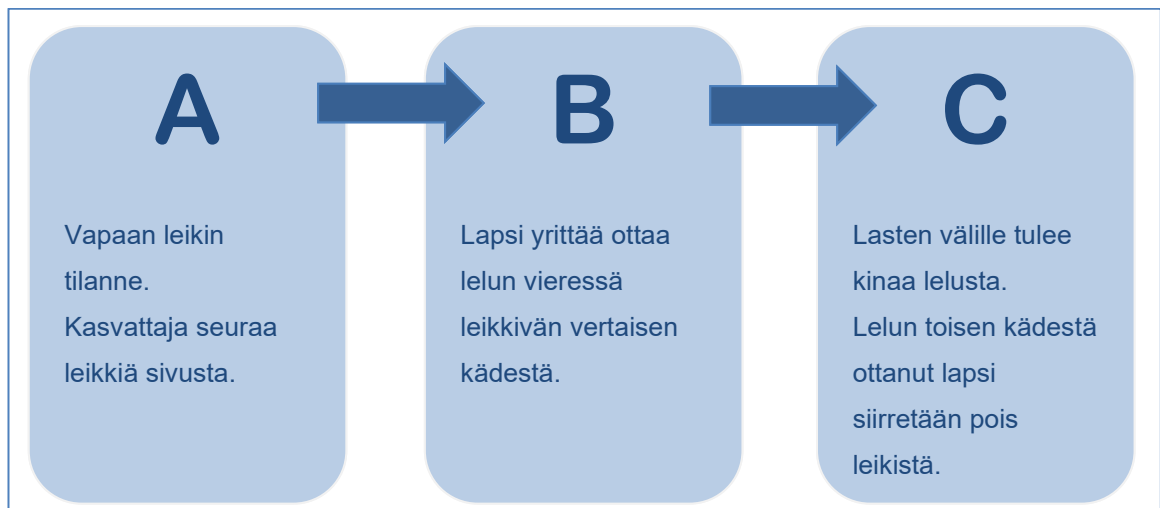 A
Vapaan leikin
tilanne.
Kasvattaja seuraa
leikkiä sivusta.
B
Lapsi yrittää ottaa
lelun vieressä
leikkivän vertaisen
kädestä.
C
Lasten välille tulee
kinaa lelusta.
Lelun toisen kädestä
ottanut lapsi
siirretään pois
leikistä.